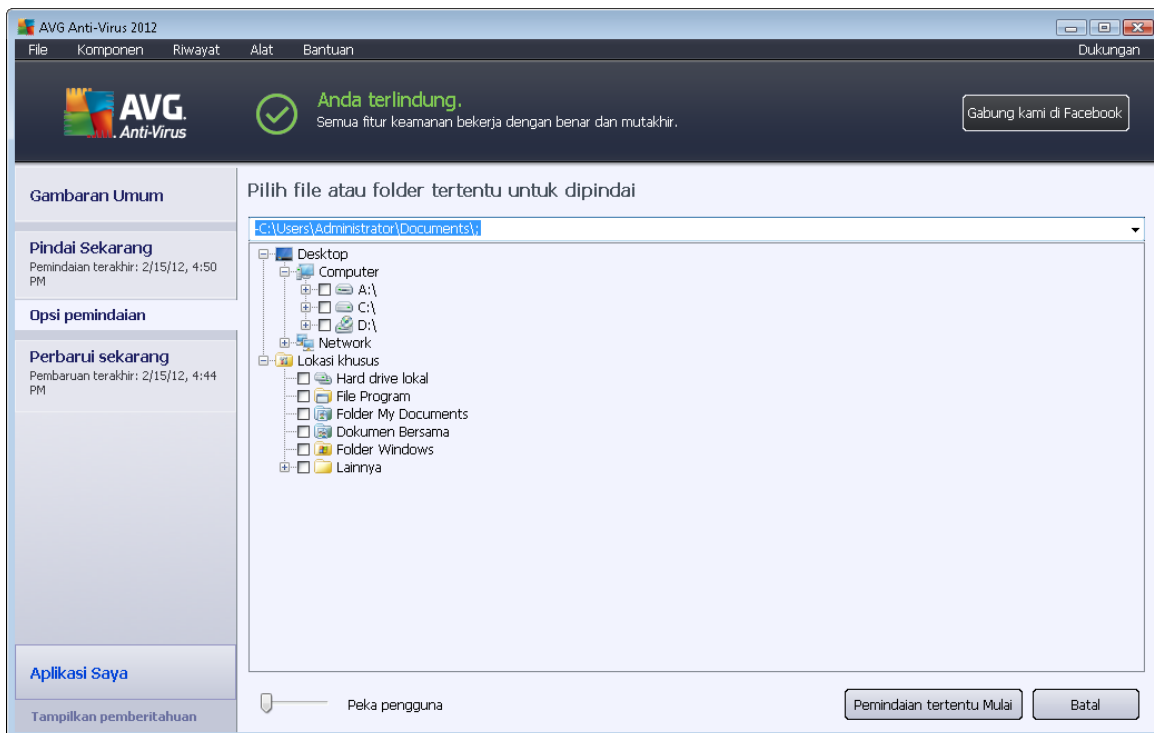 AVG Anti-Virus 2012
File Komponen Riwayat Alat Bantuan Dukungan
AVG.
Anti-Virus
Anda terlindung.
Semua fitur keamanan bekerja dengan benar dan mutakhir.
Gabung kami di Facebook
Gambaran Umum
Pindai Sekarang
Pemindaian terakhir: 2/15/12, 4:50
PM
Opsi pemindaian
Perbarui sekarang
Pembaruan terakhir: 2/15/12, 4:44
PM
Aplikasi Saya
Tampilkan pemberitahuan
Pilih file atau folder tertentu untuk dipindai
-C:\Users\Administrator\Documents\;
Desktop
Computer
A:\
C:\
D:\
Network
Lokasi khusus
Hard drive lokal
File Program
Folder My Documents
Dokumen Bersama
Folder Windows
Lainnya
Peka pengguna
Pemindaian tertentu Mulai
Batal